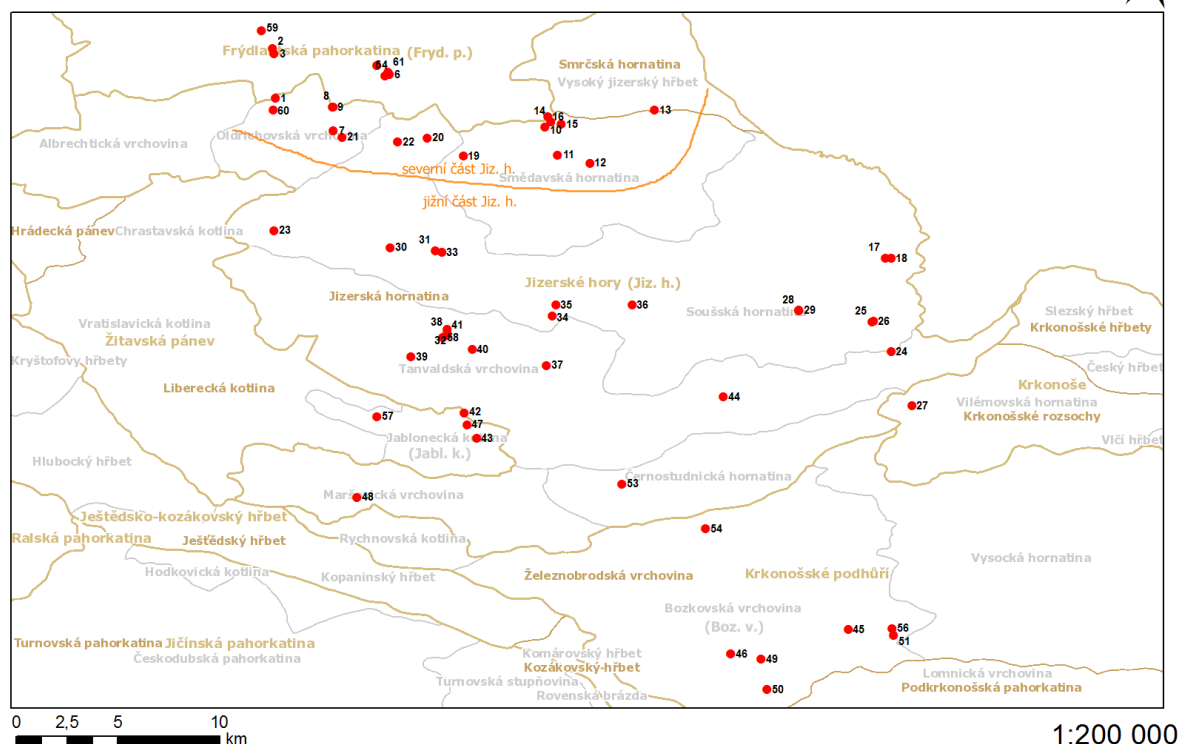 59
2
3
Frýdlantská pahorkatina (Fryd. p.)
61
64
6
Smrčská hornatina
Vysoký jizerský hřbet
1
60
8
9
14
16
15
10
13
7
21
Oldřichovská vrchovina
22
20
Albrechtická vrchovina
19
11
12
severní část Jiz. h.
Smědavská hornatina
jižní část Jiz. h.
Hrádecká pánev
Chrastavská kotlina
23
30
31
33
17
18
Jizerské hory (Jiz. h.)
Jizerská hornatina
35
34
36
28
29
Soušská hornatina
25
26
Slezský hřbet
Krkonošské hřbety
Vratislavická kotlina
Žitavská pánev
38
41
32
58
40
39
Kryštofovy hřbety
Tanvaldská vrchovina
37
24
Český hřbet
Krkonoše
Liberecká kotlina
44
27
Vilémovská hornatina
Krkonošské rozsochy
57
42
47
43
Jablonecká kotlina
(Jabl. k.)
Vlčí hřbet
Hlubocký hřbet
Černostudnická hornatina
53
Maršovická vrchovina
48
Ještědsko-kozákovský hřbet
54
Ralská pahorkatina
Ještědský hřbet
Rychnovská kotlina
Vysocká hornatina
Hodkovická kotlina
Kopaninský hřbet
Železnobrodská vrchovina
Krkonošské podhůří
Bozkovská vrchovina
(Boz. v.)
45
56
51
Turnovská pahorkatina
Jičínská pahorkatina
Českodubská pahorkatina
Komárovský hřbet
Kozákovský hřbet
46
49
Turnovská stupňovina
Rovenská brázda
50
Lomnická vrchovina
Podkrkonošská pahorkatina
0 2,5 5 10
km
1:200 000